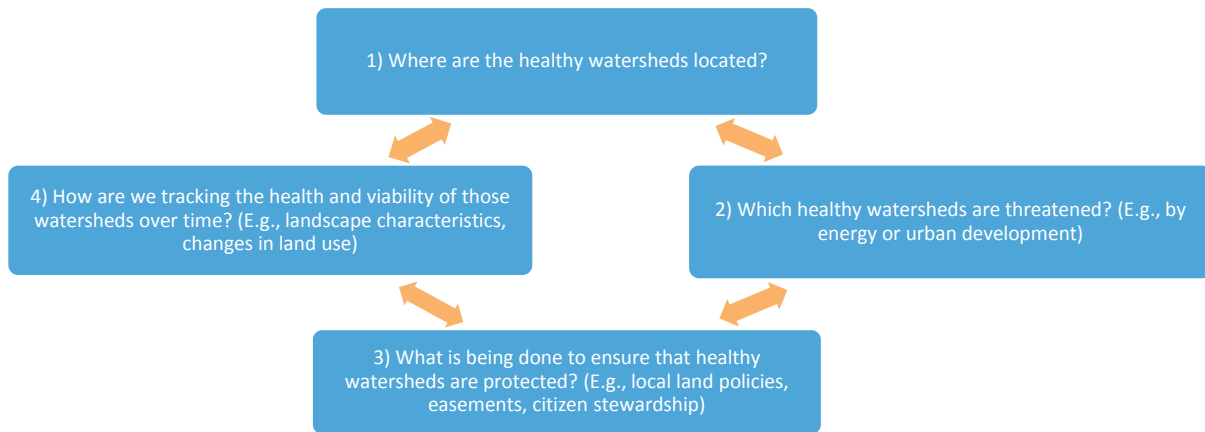 1) Where are the healthy watersheds located?
4) How are we tracking the health and viability of those
watersheds over time? (E.g., landscape characteristics,
changes in land use)
2) Which healthy watersheds are threatened? (E.g., by
energy or urban development)
3) What is being done to ensure that healthy
watersheds are protected? (E.g., local land policies,
easements, citizen stewardship)